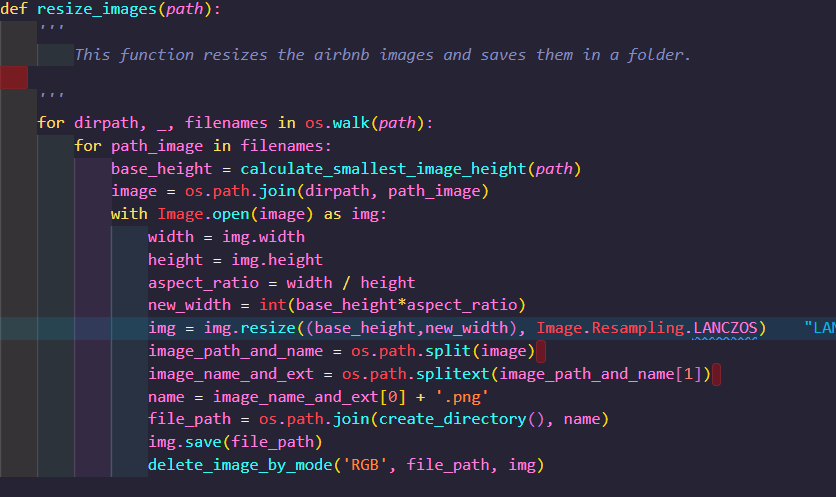 def resize_images(path):
    '''
        This function resizes the airbnb images and saves them in a folder.

    '''
    for dirpath, _, filenames in os.walk(path):
        for path_image in filenames:
            base_height = calculate_smallest_image_height(path)
            image = os.path.join(dirpath, path_image)
            with Image.open(image) as img:
                width = img.width
                height = img.height
                aspect_ratio = width / height
                new_width = int(base_height*aspect_ratio)
                img = img.resize((base_height,new_width), Image.Resampling.LANCZOS)    "LAN
                image_path_and_name = os.path.split(image)
                image_name_and_ext = os.path.splitext(image_path_and_name[1])
                name = image_name_and_ext[0] + '.png'
                file_path = os.path.join(create_directory(), name)
                img.save(file_path)
                delete_image_by_mode('RGB', file_path, img)